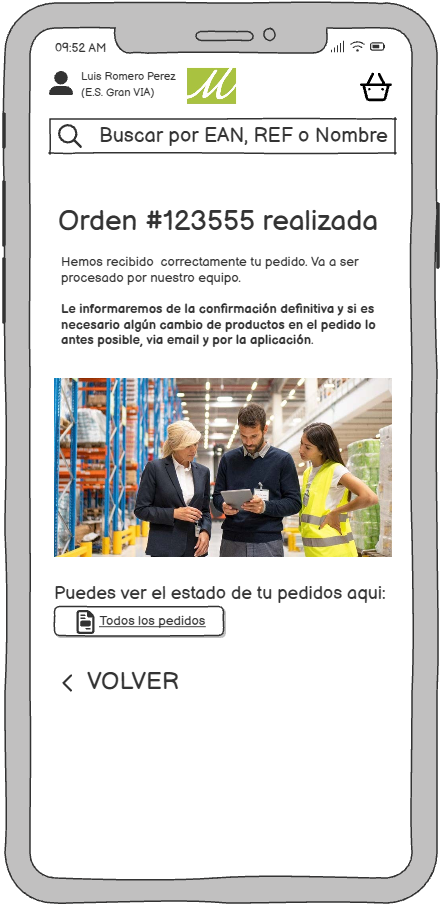 09:52 AM
Luis Romero Perez
(E.S. Gran VIA)
M
Buscar por EAN, REF o Nombre
Orden #123555 realizada
Hemos recibido correctamente tu pedido. Va a ser
procesado por nuestro equipo.
Le informaremos de la confirmación definitiva y si es
necesario algún cambio de productos en el pedido lo
antes posible, via email y por la aplicación.
Puedes ver el estado de tu pedidos aqui:
Todos los pedidos
VOLVER